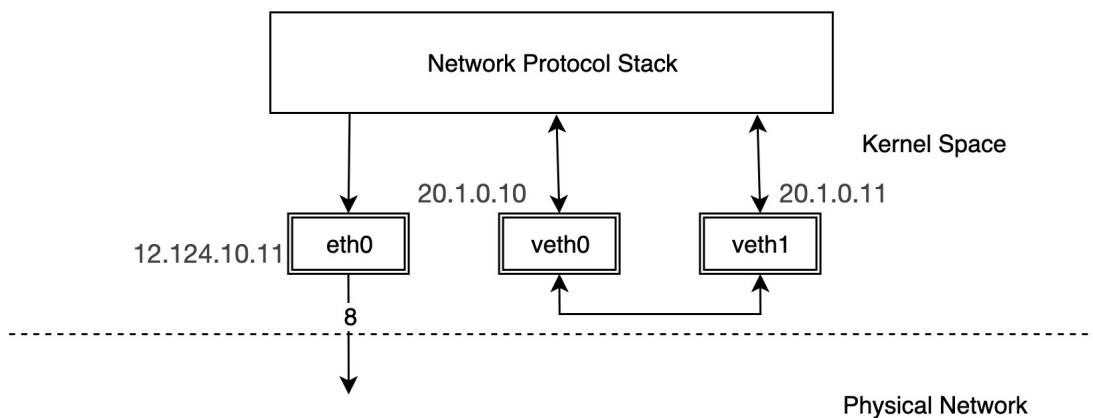 Network Protocol Stack
Kernel Space
20.1.0.10
20.1.0.11
12.124.10.11
eth0
veth0
veth1
8
Physical Network